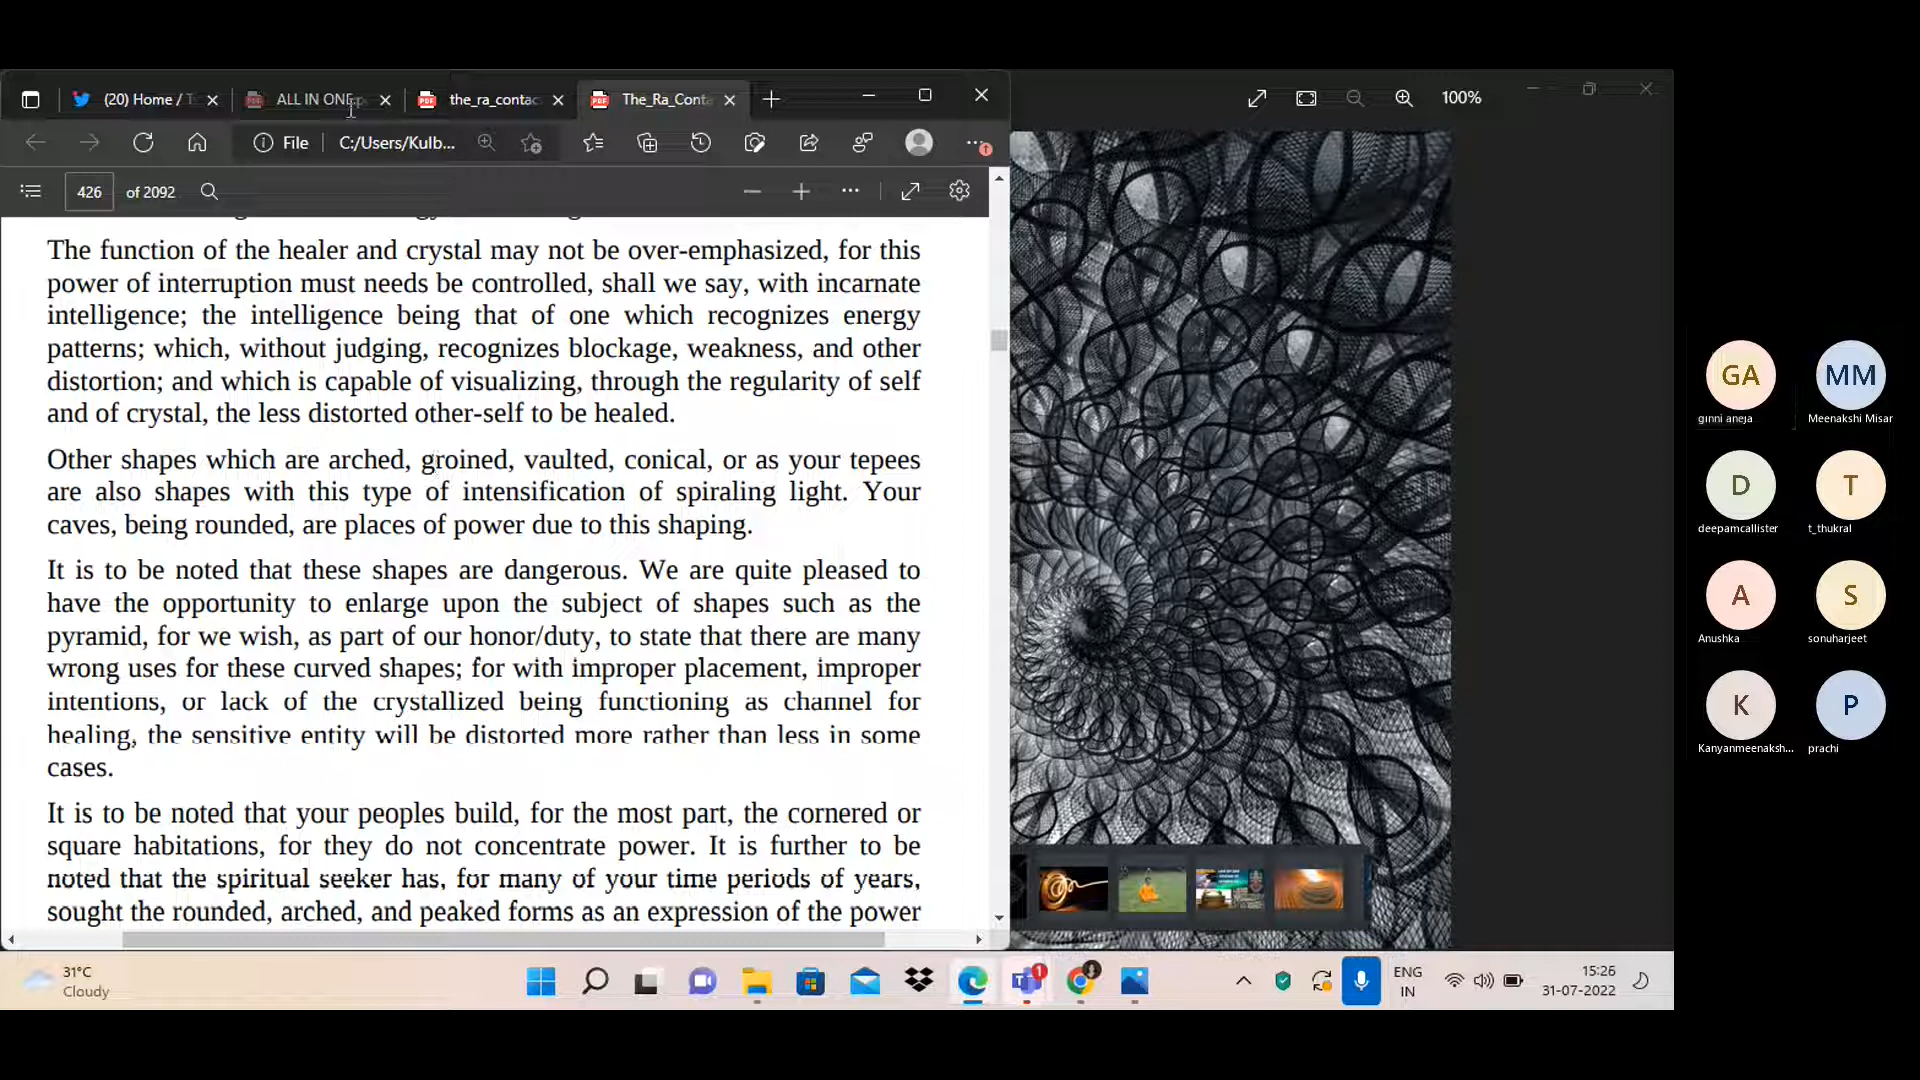 (20) Home / T
ALL IN ONE.p
the_ra_contac
The_Ra_Conta
100%
File
C:/Users/Kulb...
426
of 2092
The function of the healer and crystal may not be over-emphasized, for this
power of interruption must needs be controlled, shall we say, with incarnate
intelligence; the intelligence being that of one which recognizes energy
patterns; which, without judging, recognizes blockage, weakness, and other
distortion; and which is capable of visualizing, through the regularity of self
and of crystal, the less distorted other-self to be healed.
Other shapes which are arched, groined, vaulted, conical, or as your tepees
are also shapes with this type of intensification of spiraling light. Your
caves, being rounded, are places of power due to this shaping.
It is to be noted that these shapes are dangerous. We are quite pleased to
have the opportunity to enlarge upon the subject of shapes such as the
pyramid, for we wish, as part of our honor/duty, to state that there are many
wrong uses for these curved shapes; for with improper placement, improper
intentions, or lack of the crystallized being functioning as channel for
healing, the sensitive entity will be distorted more rather than less in some
cases.
It is to be noted that your peoples build, for the most part, the cornered or
square habitations, for they do not concentrate power. It is further to be
noted that the spiritual seeker has, for many of your time periods of years,
sought the rounded, arched, and peaked forms as an expression of the power
GA
ginni aneja
MM
Meenakshi Misar
D
deepamcallister
T
t_thukral
A
Anushka
S
sonuharjeet
K
Kanyanmeenaksh...
P
prachi
31°C
Cloudy
1
ENG
IN
15:26
31-07-2022